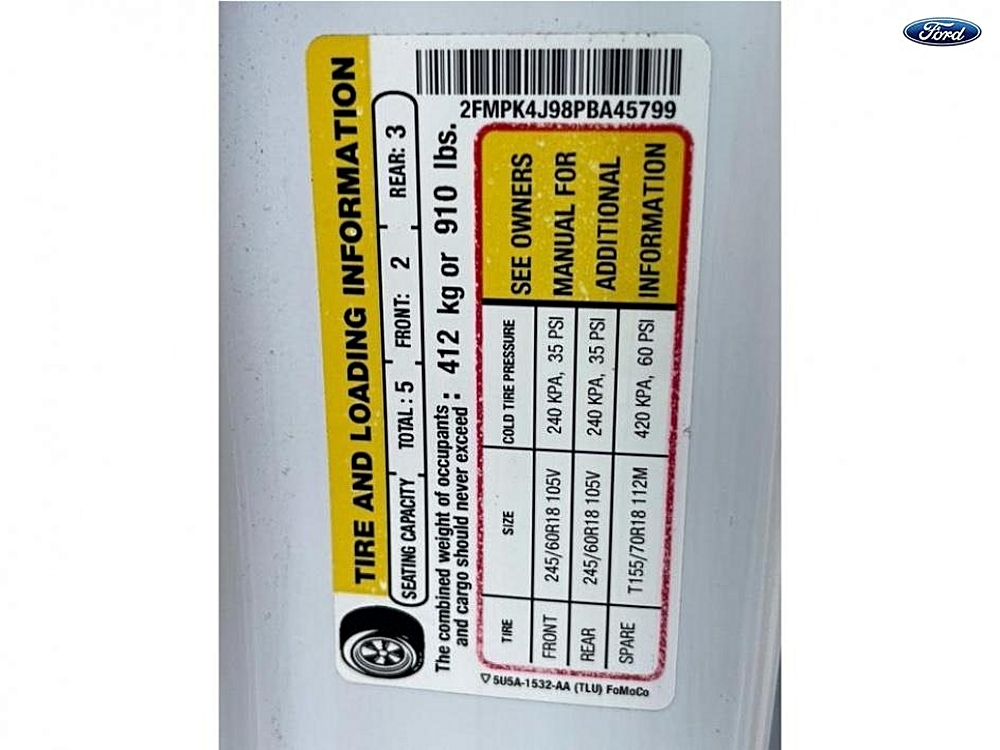 Ford
TIRE AND LOADING INFORMATION
SEATING CAPACITY TOTAL : 5 FRONT: 2 REAR: 3
The combined weight of occupants
and cargo should never exceed : 412 kg or 910 lbs.
2FMPK4J98PBA45799
TIRE SIZE COLD TIRE PRESSURE
FRONT 245/60R18 105V 240 KPA, 35 PSI
REAR 245/60R18 105V 240 KPA, 35 PSI
SPARE T155/70R18 112M 420 KPA, 60 PSI
SEE OWNERS
MANUAL FOR
ADDITIONAL
INFORMATION
5U5A-1532-AA (TLU) FoMoCo